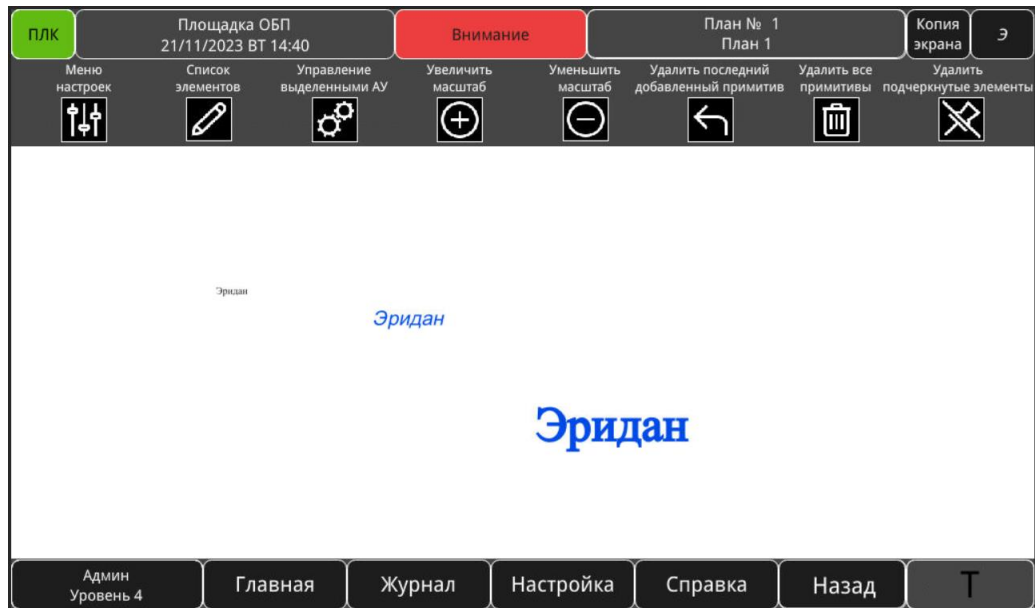 ПЛК
Площадка ОБП
21/11/2023 ВТ 14:40
Внимание
План № 1
План 1
Копия
экрана
Э
Меню
настроек
Список
элементов
Управление
выделенными АУ
Увеличить
масштаб
Уменьшить
масштаб
Удалить последний
добавленный примитив
Удалить все
примитивы
Удалить
подчеркнутые элементы
Эридан
Эридан
Эридан
Админ
Уровень 4
Главная
Журнал
Настройка
Справка
Назад
Т